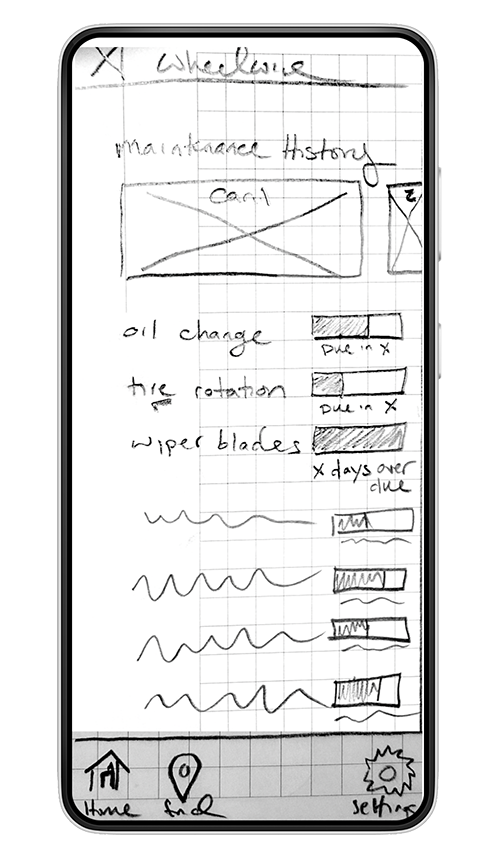 Wheelwise
Maintenance History
Car 1
2
oil change
Due in X
tire rotation
Due in X
wiper blades
X days over
due
Home
find
settings